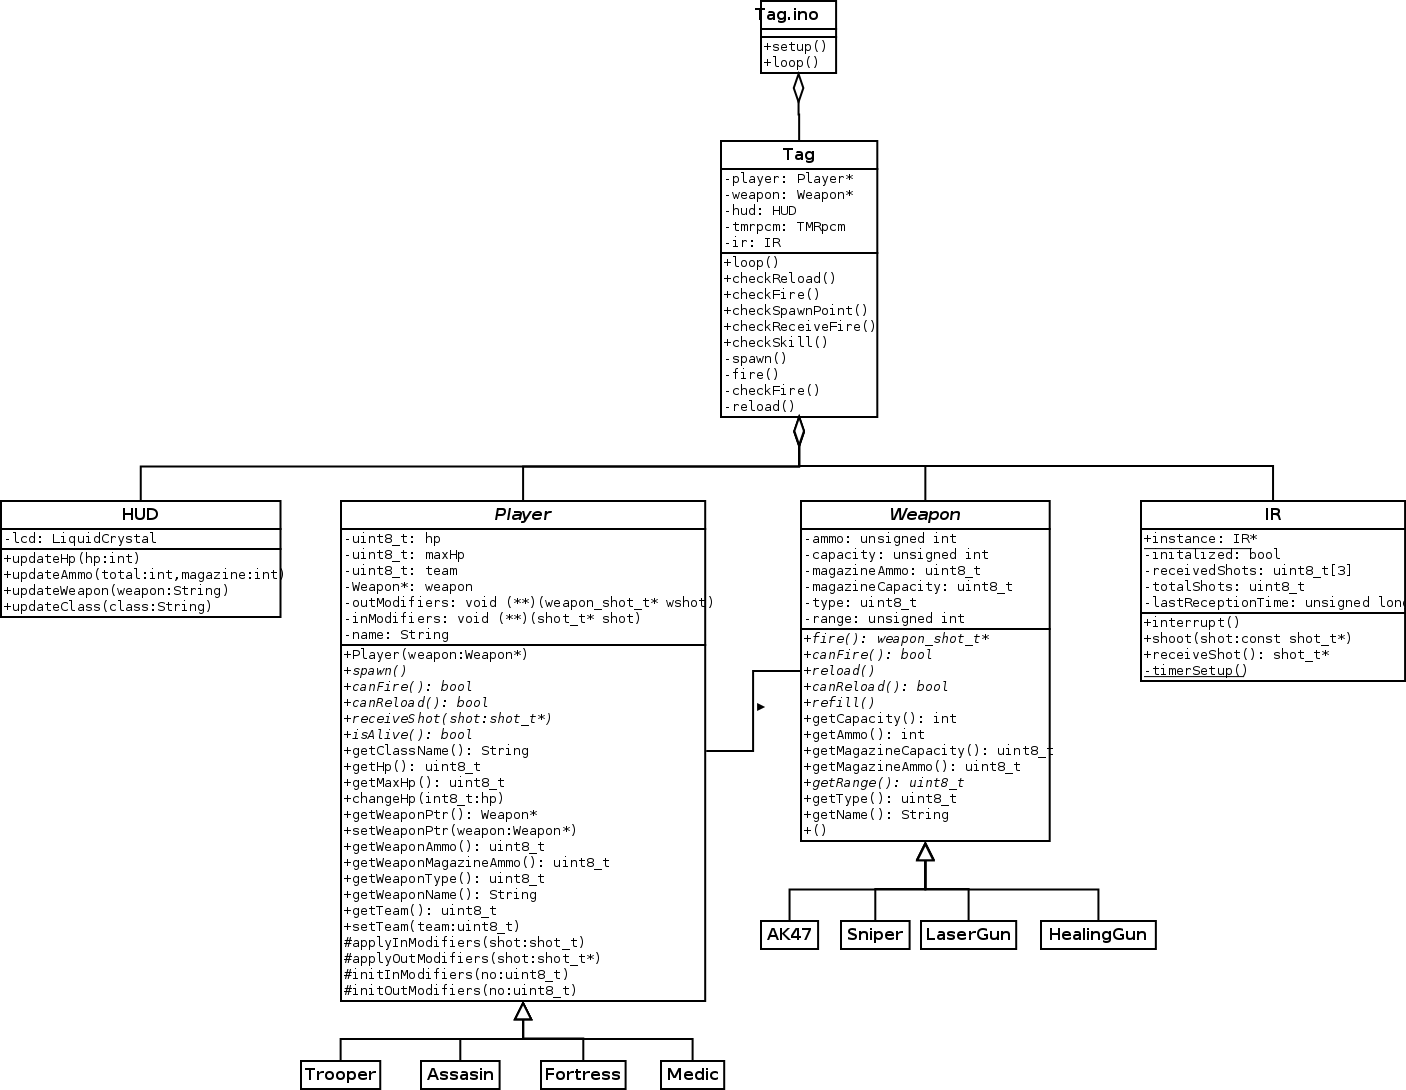 Tag.ino
+setup()
+loop()
Tag
-player: Player*
-weapon: Weapon*
-hud: HUD
-tmrpcm: TMRpcm
-ir: IR
+loop()
+checkReload()
+checkFire()
+checkSpawnPoint()
+checkReceiveFire()
+checkSkill()
-spawn()
-fire()
-checkFire()
-reload()
HUD
-lcd: LiquidCrystal
+updateHp(hp:int)
+updateAmmo(total:int,magazine:int)
+updateWeapon(weapon:String)
+updateClass(class:String)
Player
-uint8_t: hp
-uint8_t: maxHp
-uint8_t: team
-Weapon*: weapon
-outModifiers: void (**)(weapon_shot_t* wshot)
-inModifiers: void (**)(shot_t* shot)
-name: String
+Player(weapon:Weapon*)
+spawn()
+canFire(): bool
+canReload(): bool
+receiveShot(shot:shot_t*)
+isAlive(): bool
+getClassName(): String
+getHp(): uint8_t
+getMaxHp(): uint8_t
+changeHp(int8_t:hp)
+getWeaponPtr(): Weapon*
+setWeaponPtr(weapon:Weapon*)
+getWeaponAmmo(): uint8_t
+getWeaponMagazineAmmo(): uint8_t
+getWeaponType(): uint8_t
+getWeaponName(): String
+getTeam(): uint8_t
+setTeam(team:uint8_t)
#applyInModifiers(shot:shot_t)
#applyOutModifiers(shot:shot_t*)
#initInModifiers(no:uint8_t)
#initOutModifiers(no:uint8_t)
Weapon
-ammo: unsigned int
-capacity: unsigned int
-magazineAmmo: uint8_t
-magazineCapacity: uint8_t
-type: uint8_t
-range: unsigned int
+fire(): weapon_shot_t*
+canFire(): bool
+reload()
+canReload(): bool
+refill()
+getCapacity(): int
+getAmmo(): int
+getMagazineCapacity(): uint8_t
+getMagazineAmmo(): uint8_t
+getRange(): uint8_t
+getType(): uint8_t
+getName(): String
+()
IR
+instance: IR*
-initalized: bool
-receivedShots: uint8_t[3]
-totalShots: uint8_t
-lastReceptionTime: unsigned long
+interrupt()
+shoot(shot:const shot_t*)
+receiveShot(): shot_t*
-timerSetup()
AK47
Sniper
LaserGun
HealingGun
Trooper
Assasin
Fortress
Medic